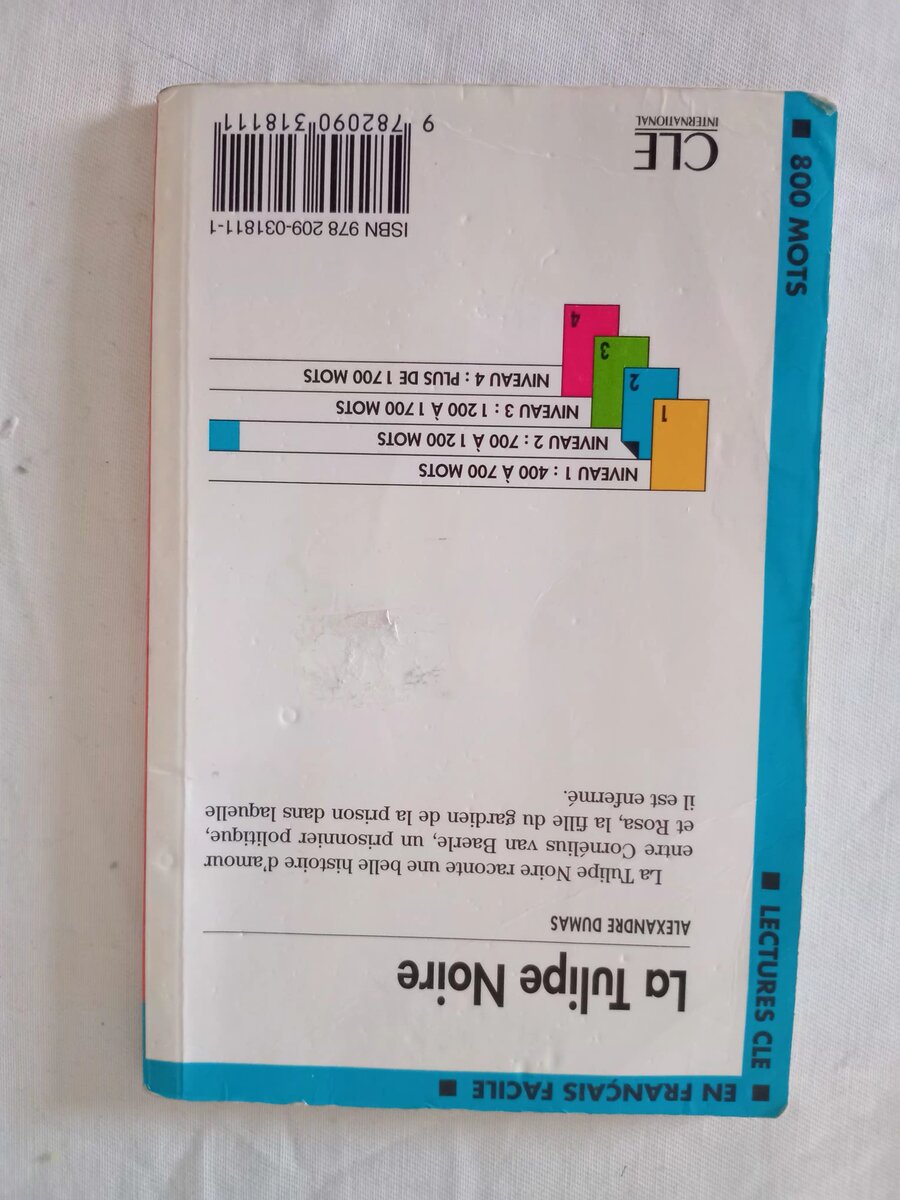 ■ EN FRANÇAIS FACILE ■
■ LECTURES CLE ■
■ 800 MOTS
La Tulipe Noire
ALEXANDRE DUMAS
La Tulipe Noire raconte une belle histoire d'amour
entre Cornélius van Baerle, un prisonnier politique,
et Rosa, la fille du gardien de la prison dans laquelle
il est enfermé.
1 NIVEAU 1 : 400 À 700 MOTS
2 NIVEAU 2 : 700 À 1 200 MOTS
3 NIVEAU 3 : 1 200 À 1 700 MOTS
4 NIVEAU 4 : PLUS DE 1 700 MOTS
CLE
INTERNATIONAL
ISBN 978 209-031811-1
9 782090 318111